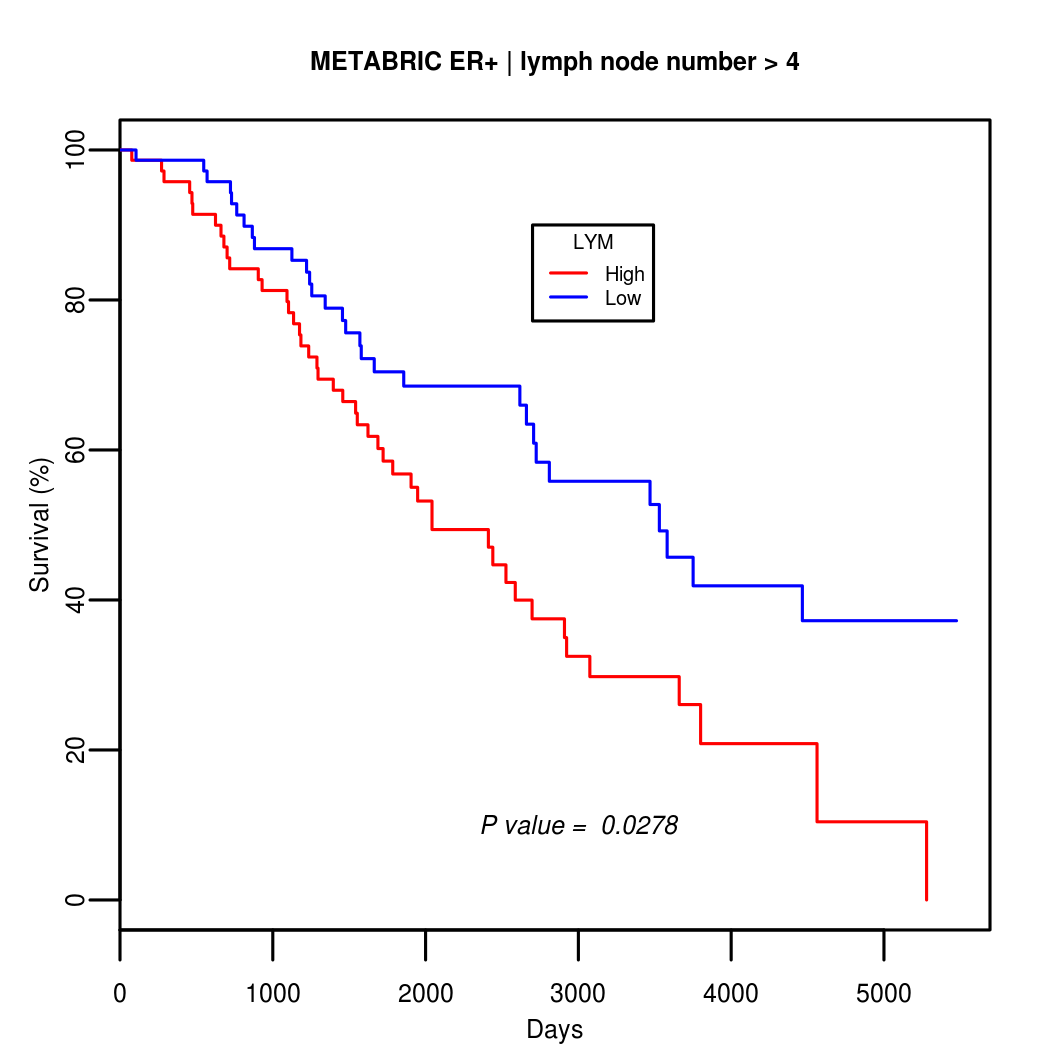 METABRIC ER+ | lymph node number > 4
100
80
60
40
20
0
Survival (%)
LYM
High
Low
P value = 0.0278
0 1000 2000 3000 4000 5000
Days